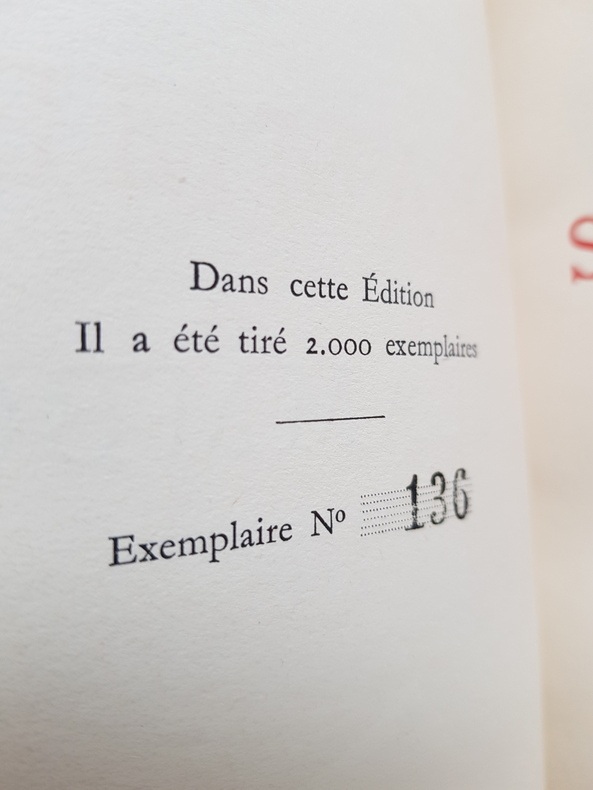 Dans cette Édition
Il a été tiré 2.000 exemplaires
Exemplaire Nº 136
S